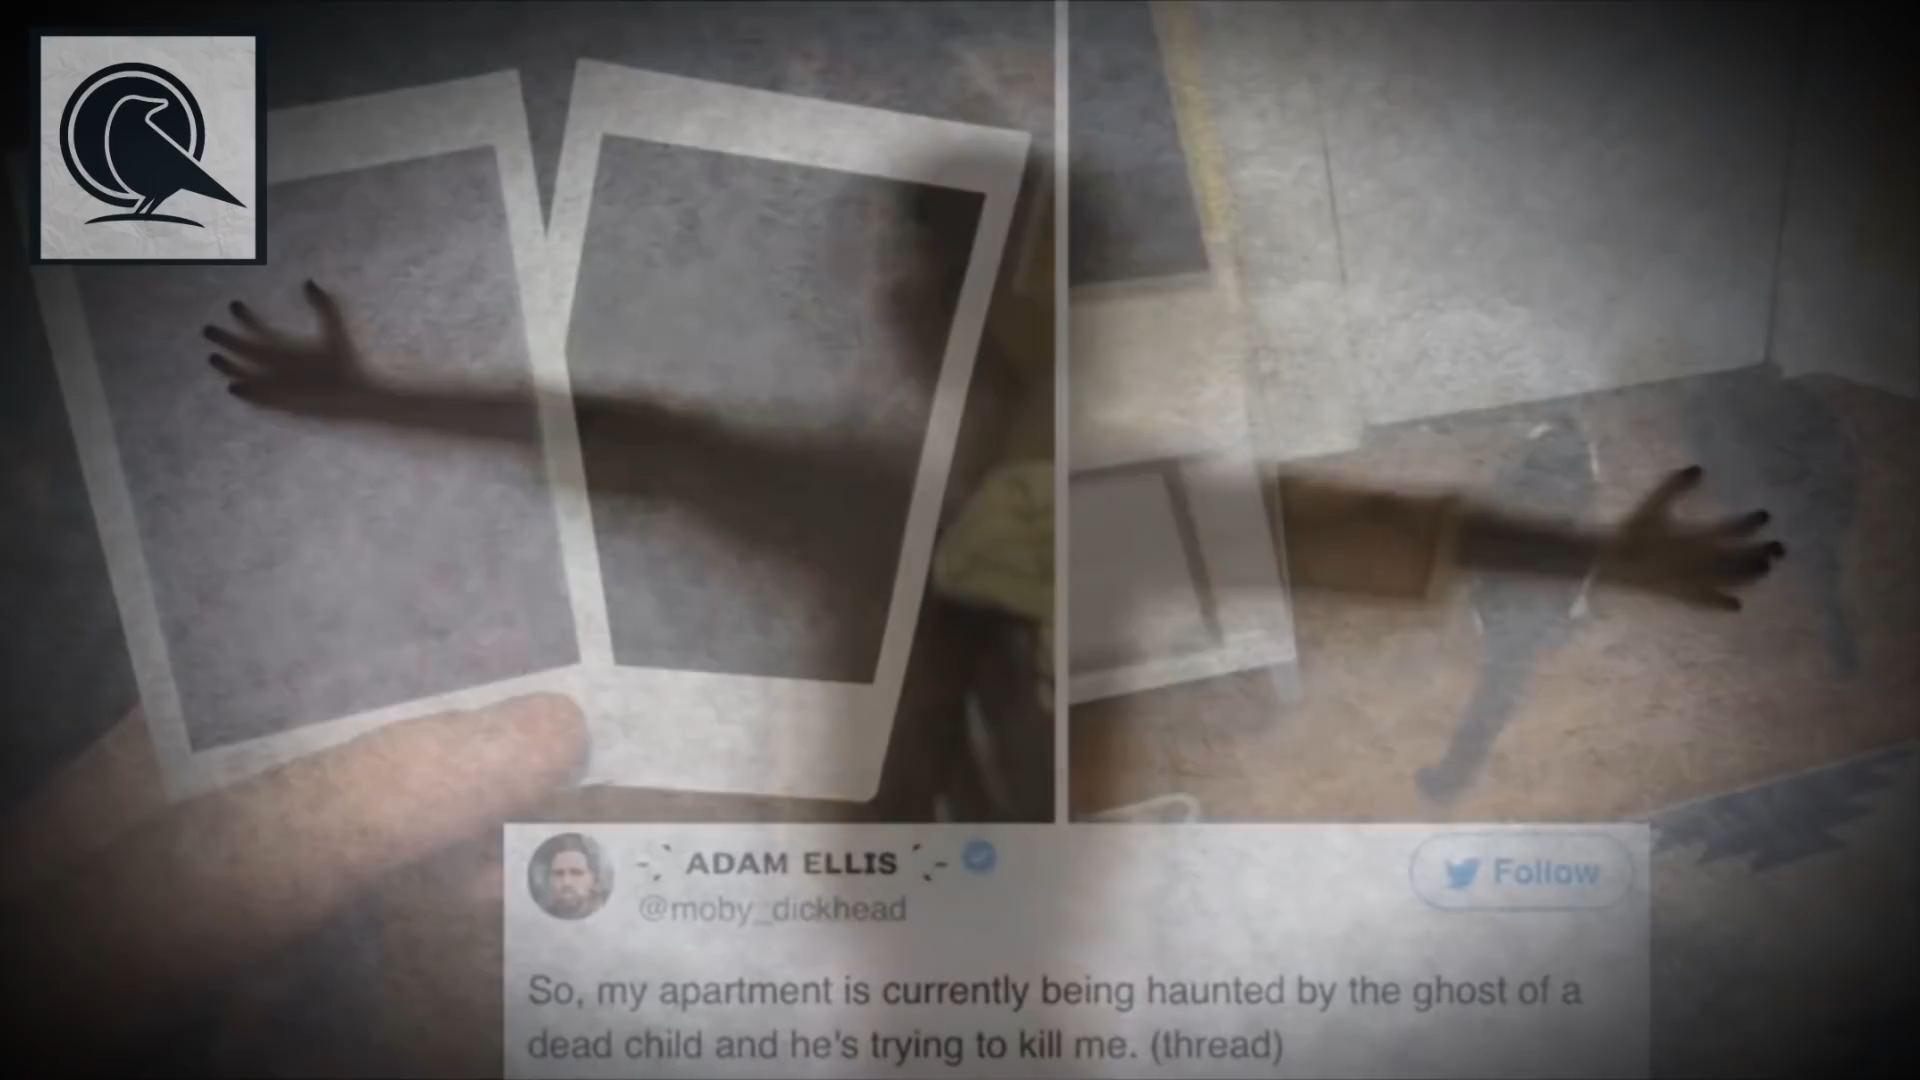 ADAM ELLIS
@moby_dickhead
Follow
So, my apartment is currently being haunted by the ghost of a
dead child and he's trying to kill me. (thread)